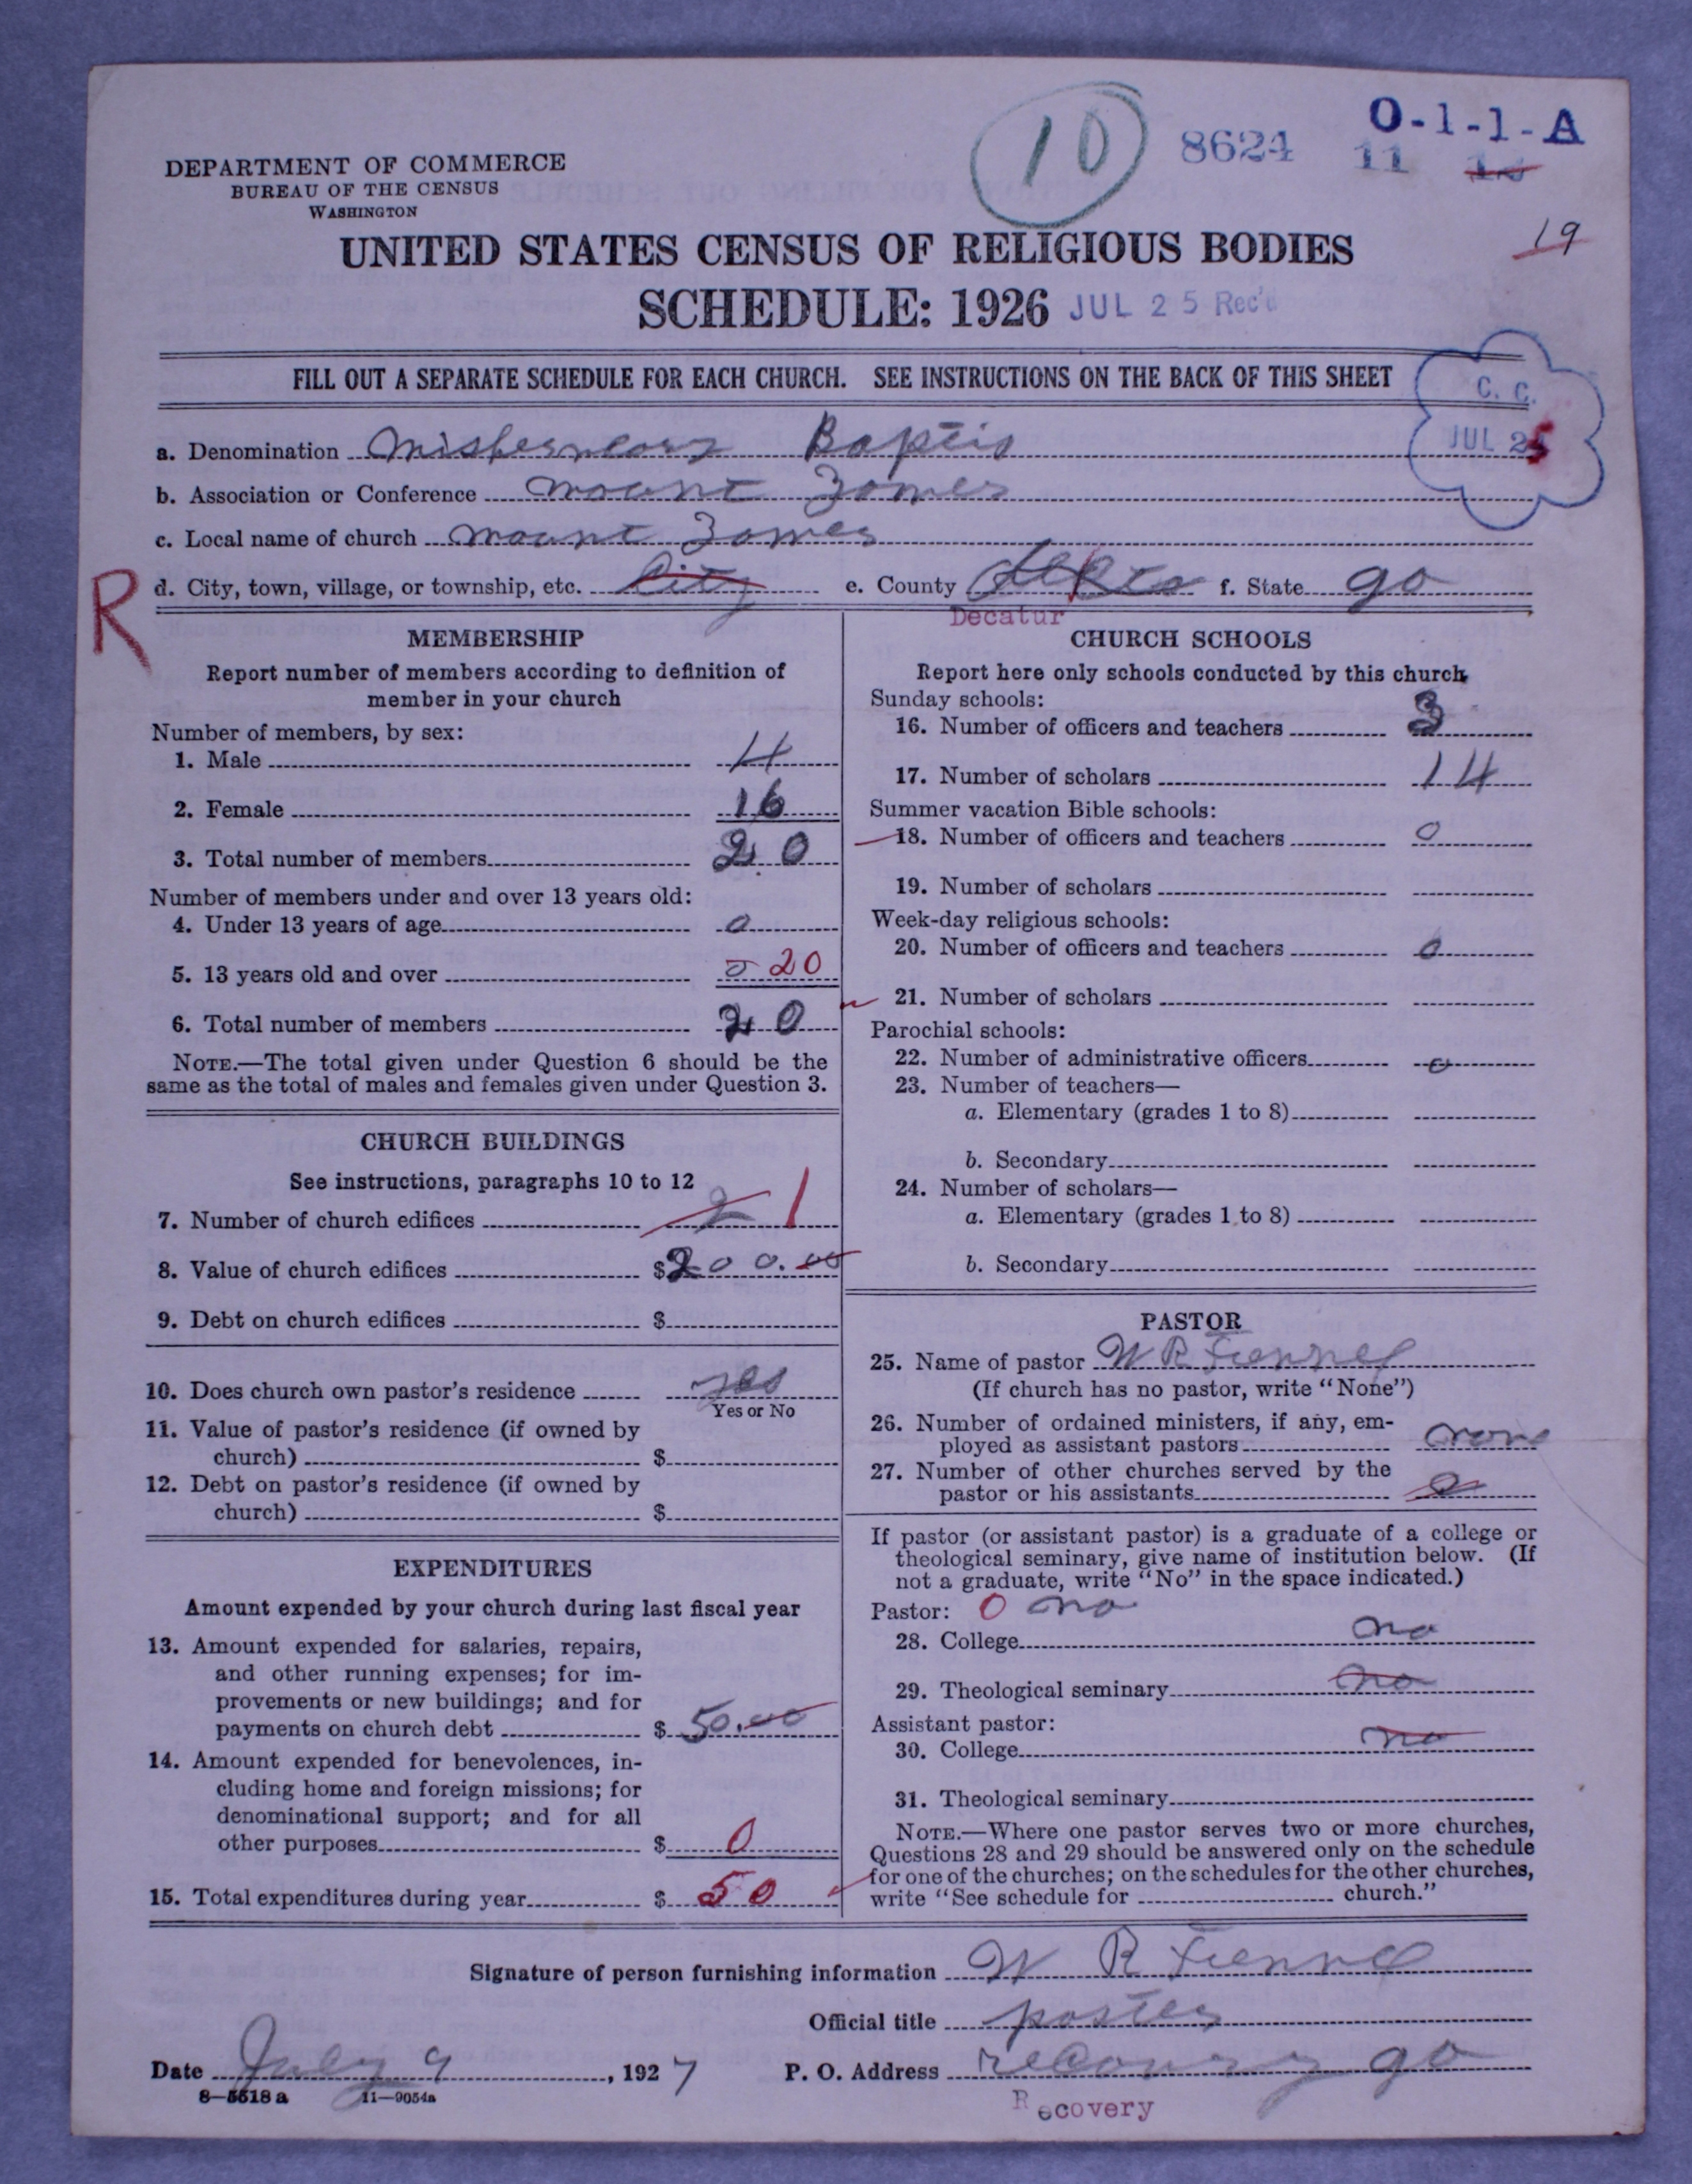 10 8624 O-1-1-A
11
19
DEPARTMENT OF COMMERCE
BUREAU OF THE CENSUS
WASHINGTON
UNITED STATES CENSUS OF RELIGIOUS BODIES
SCHEDULE: 1926 JUL 25 Rec'd
FILL OUT A SEPARATE SCHEDULE FOR EACH CHURCH. SEE INSTRUCTIONS ON THE BACK OF THIS SHEET
C. C.
JUL 25
a. Denomination Baptis
b. Association or Conference mount
c. Local name of church mount
R
d. City, town, village, or township, etc. City e. County f. State ga
Decatur
MEMBERSHIP
Report number of members according to definition of
member in your church
Number of members, by sex:
1. Male 4
2. Female 16
3. Total number of members 20
Number of members under and over 13 years old:
4. Under 13 years of age 0
5. 13 years old and over 0 20
6. Total number of members 20
NOTE.—The total given under Question 6 should be the
same as the total of males and females given under Question 3.
CHURCH BUILDINGS
See instructions, paragraphs 10 to 12
7. Number of church edifices 2 1
8. Value of church edifices $200.00
9. Debt on church edifices $
10. Does church own pastor's residence yes
Yes or No
11. Value of pastor's residence (if owned by
church) $
12. Debt on pastor's residence (if owned by
church) $
EXPENDITURES
Amount expended by your church during last fiscal year
13. Amount expended for salaries, repairs,
and other running expenses; for im-
provements or new buildings; and for
payments on church debt $50.00
14. Amount expended for benevolences, in-
cluding home and foreign missions; for
denominational support; and for all
other purposes $0
15. Total expenditures during year $50
CHURCH SCHOOLS
Report here only schools conducted by this church
Sunday schools:
16. Number of officers and teachers 3
17. Number of scholars 14
Summer vacation Bible schools:
18. Number of officers and teachers 0
19. Number of scholars
Week-day religious schools:
20. Number of officers and teachers 0
21. Number of scholars
Parochial schools:
22. Number of administrative officers 0
23. Number of teachers—
a. Elementary (grades 1 to 8)
b. Secondary
24. Number of scholars—
a. Elementary (grades 1 to 8)
b. Secondary
PASTOR
25. Name of pastor W R
(If church has no pastor, write "None")
26. Number of ordained ministers, if any, em-
ployed as assistant pastors none
27. Number of other churches served by the
pastor or his assistants
If pastor (or assistant pastor) is a graduate of a college or
theological seminary, give name of institution below. (If
not a graduate, write "No" in the space indicated.)
Pastor: 0 no
28. College no
29. Theological seminary no
Assistant pastor:
30. College no
31. Theological seminary
NOTE.—Where one pastor serves two or more churches,
Questions 28 and 29 should be answered only on the schedule
for one of the churches; on the schedules for the other churches,
write "See schedule for church."
Signature of person furnishing information W R
Official title paster
Date July 9, 1927 P. O. Address ga
8—5518 a 11—9054a
Recovery